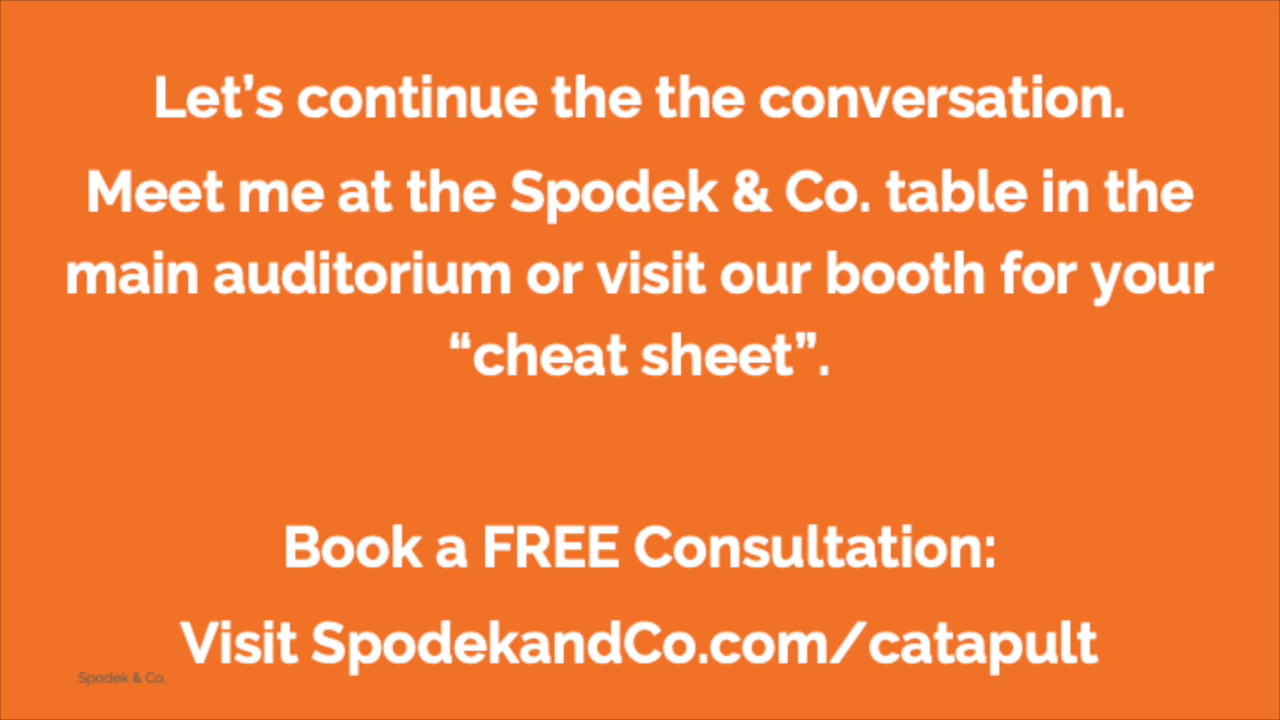 Let’s continue the the conversation.
Meet me at the Spodek & Co. table in the
main auditorium or visit our booth for your
“cheat sheet”.
Book a FREE Consultation:
Visit SpodekandCo.com/catapult
Spodek & Co.